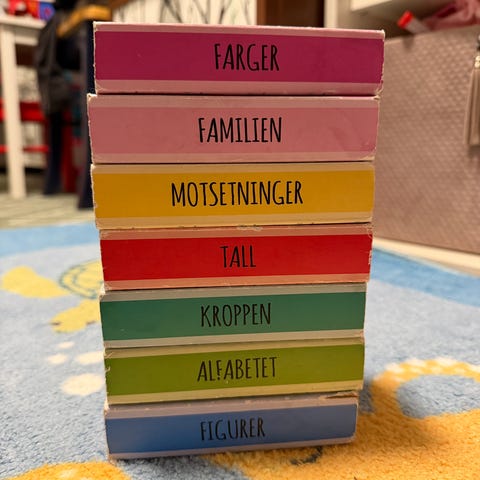 FARGER
FAMILIEN
MOTSETNINGER
TALL
KROPPEN
ALFABETET
FIGURER